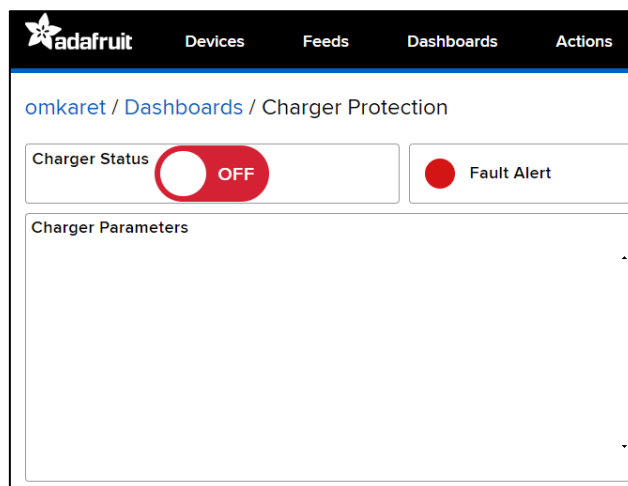 adafruit Devices Feeds Dashboards Actions
omkaret / Dashboards / Charger Protection
Charger Status OFF Fault Alert
Charger Parameters